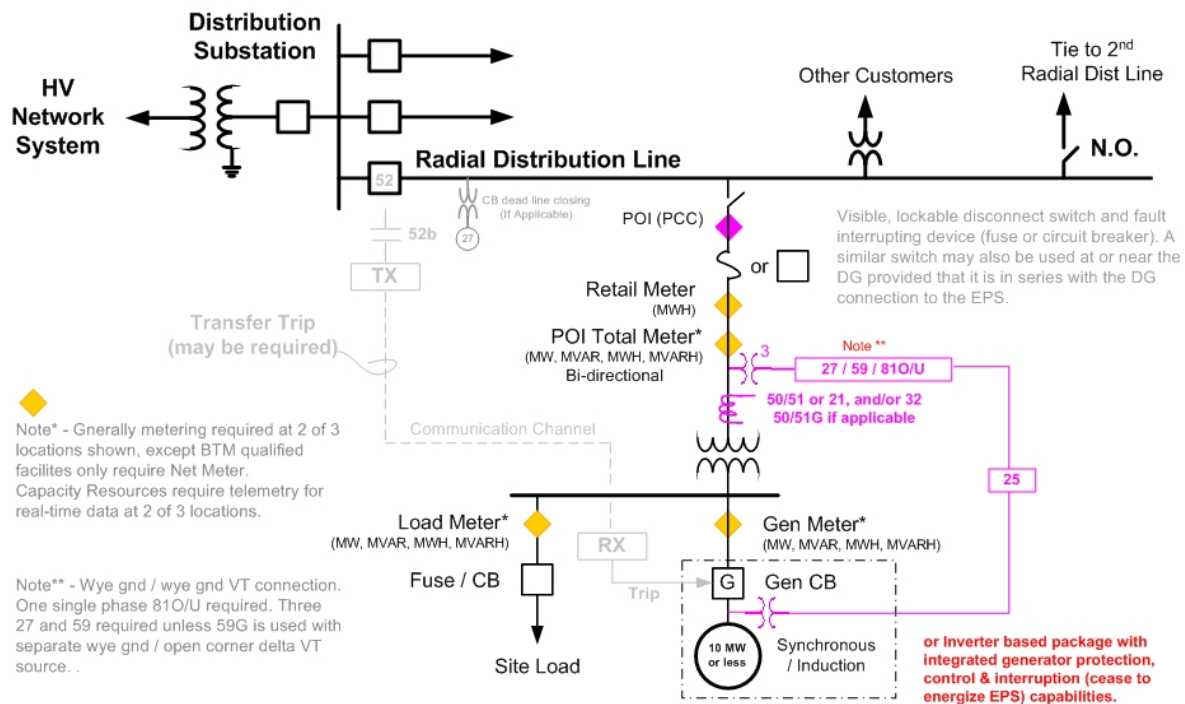 Distribution
Substation
HV
Network
System
Other Customers
Tie to 2nd
Radial Dist Line
N.O.
Radial Distribution Line
52
CB dead line closing
(If Applicable)
27
52b
TX
POI (PCC)
Visible, lockable disconnect switch and fault
interrupting device (fuse or circuit breaker). A
similar switch may also be used at or near the
DG provided that it is in series with the DG
connection to the EPS.
or
Retail Meter
(MWH)
Transfer Trip
(may be required)
POI Total Meter*
(MW, MVAR, MWH, MVARH)
Bi-directional
3
Note **
27 / 59 / 81O/U
50/51 or 21, and/or 32
50/51G if applicable
Note* - Gnerally metering required at 2 of 3
locations shown, except BTM qualified
facilites only require Net Meter.
Capacity Resources require telemetry for
real-time data at 2 of 3 locations.
Communication Channel
25
Load Meter*
(MW, MVAR, MWH, MVARH)
RX
Gen Meter*
(MW, MVAR, MWH, MVARH)
Fuse / CB
Trip
G
Gen CB
Note** - Wye gnd / wye gnd VT connection.
One single phase 81O/U required. Three
27 and 59 required unless 59G is used with
separate wye gnd / open corner delta VT
source. .
Site Load
10 MW
or less
Synchronous
/ Induction
or Inverter based package with
integrated generator protection,
control & interruption (cease to
energize EPS) capabilities.